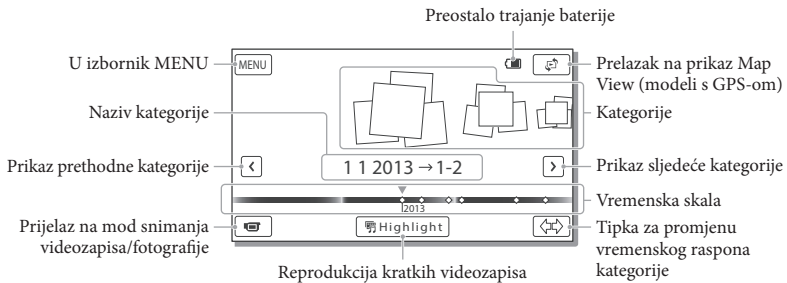 Preostalo trajanje baterije
U izbornik MENU
MENU
Prelazak na prikaz Map
View (modeli s GPS-om)
Naziv kategorije
Kategorije
Prikaz prethodne kategorije
1 1 2013 →1-2
Prikaz sljedeće kategorije
Vremenska skala
2013
Prijelaz na mod snimanja
videozapisa/fotografije
Highlight
Tipka za promjenu
vremenskog raspona
kategorije
Reprodukcija kratkih videozapisa